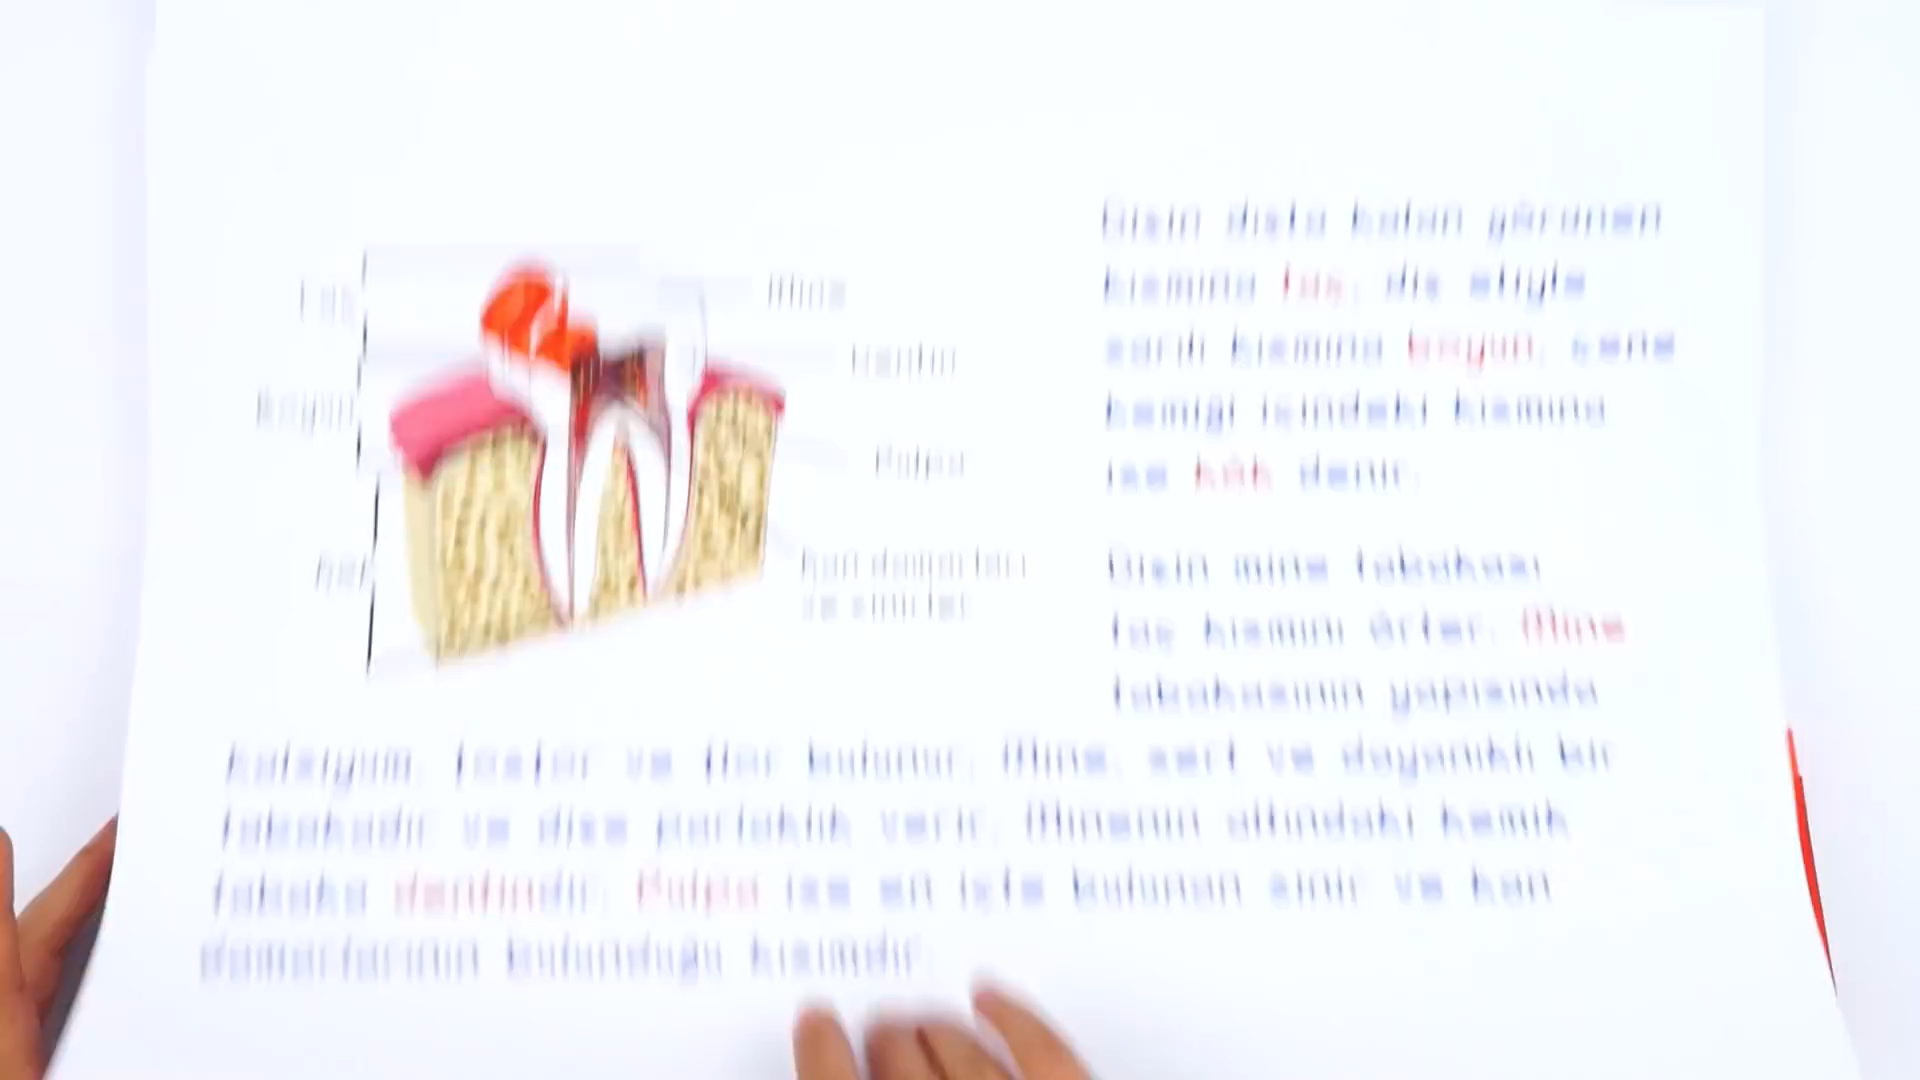 Taç
Mine
Dentin
Boyun
Pulpa
Kök
Kan damarları
ve sinirler
Dişin dışta kalan görünen
kısmına taç, diş etiyle
sarılı kısmına boyun, çene
kemiği içindeki kısmına
ise kök denir.
Dişin mine tabakası
taç kısmını örter. Mine
tabakasının yapısında
kalsiyum, fosfor ve flor bulunur. Mine, sert ve dayanıklı bir
tabakadır ve dişe parlaklık verir. Minenin altındaki kemik
tabaka dentindir. Pulpa ise en içte bulunan sinir ve kan
damarlarının bulunduğu kısımdır.